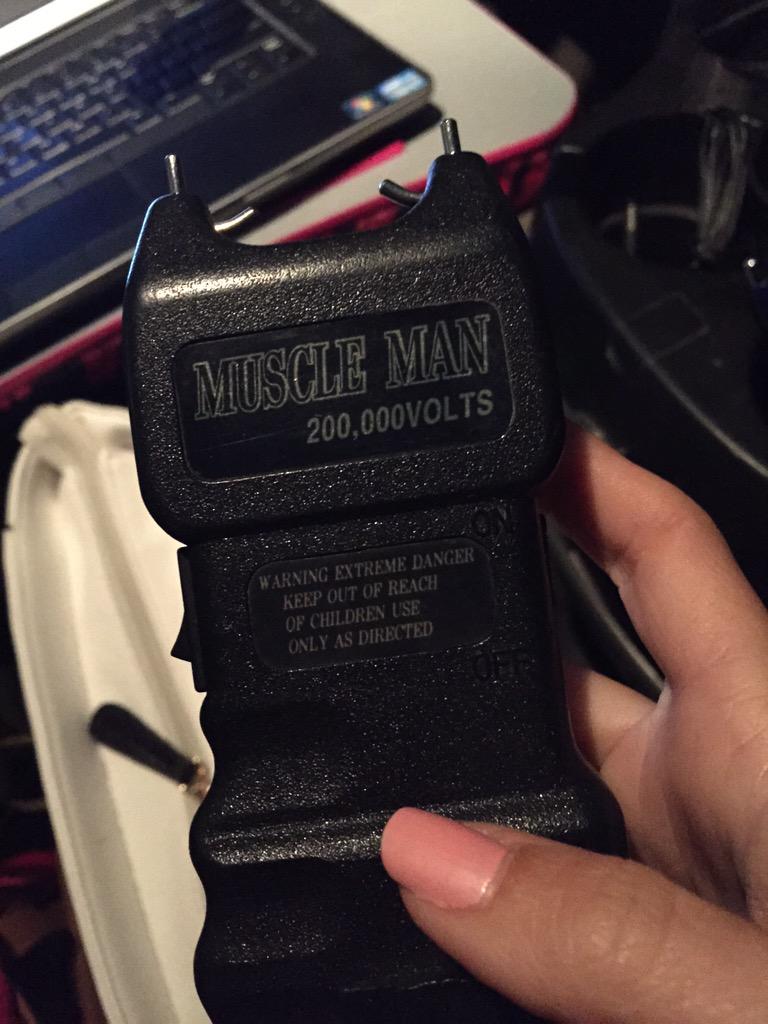 MUSCLE MAN
200,000VOLTS
ON
WARNING EXTREME DANGER
KEEP OUT OF REACH
OF CHILDREN USE
ONLY AS DIRECTED
OFF